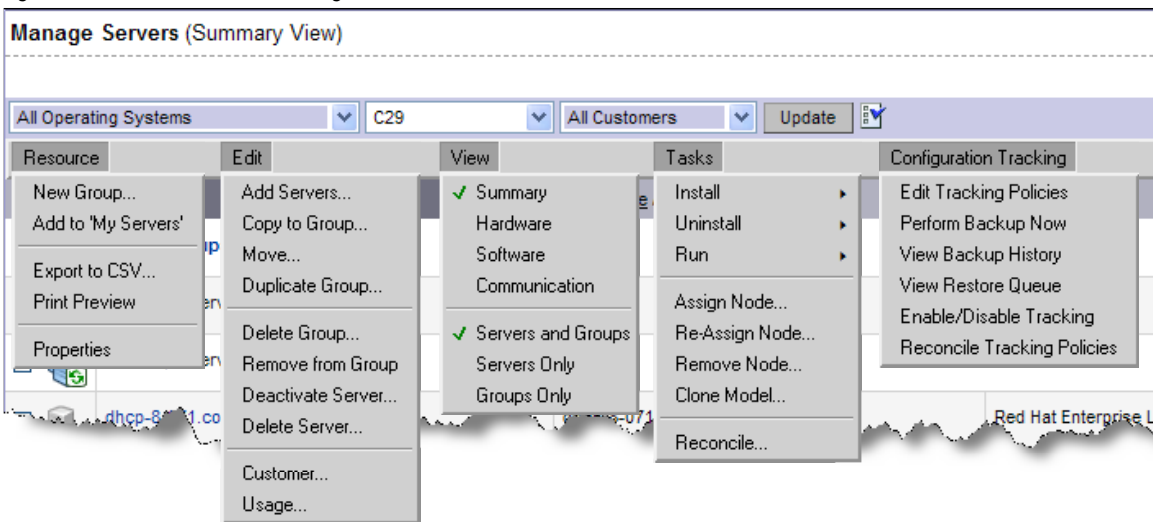 Manage Servers (Summary View)
All Operating Systems C29 All Customers Update
Resource Edit View Tasks Configuration Tracking
New Group...
Add to 'My Servers'
Export to CSV...
Print Preview
Properties
Add Servers...
Copy to Group...
Move...
Duplicate Group...
Delete Group...
Remove from Group
Deactivate Server...
Delete Server...
Customer...
Usage...
Summary
Hardware
Software
Communication
Servers and Groups
Servers Only
Groups Only
Install
Uninstall
Run
Assign Node...
Re-Assign Node...
Remove Node...
Clone Model...
Reconcile...
Edit Tracking Policies
Perform Backup Now
View Backup History
View Restore Queue
Enable/Disable Tracking
Reconcile Tracking Policies
Red Hat Enterprise L